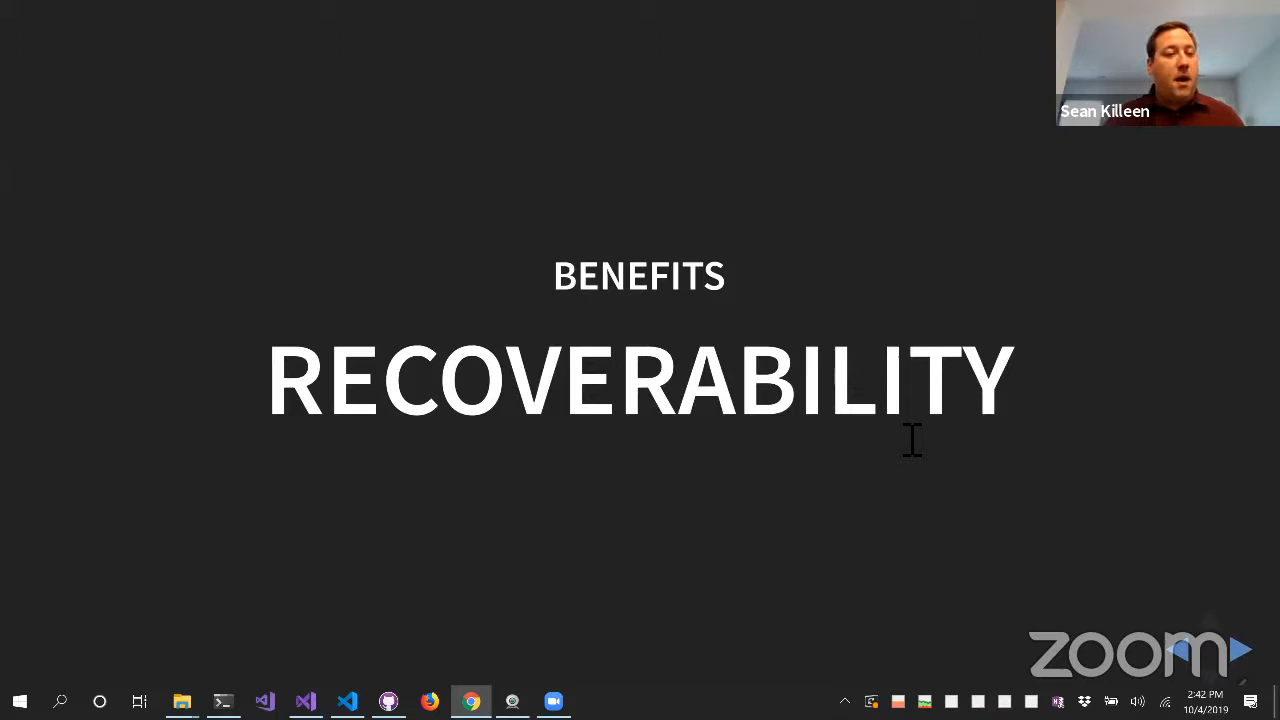 Sean Killeen
BENEFITS
RECOVERABILITY
zoom
2:42 PM
10/4/2019